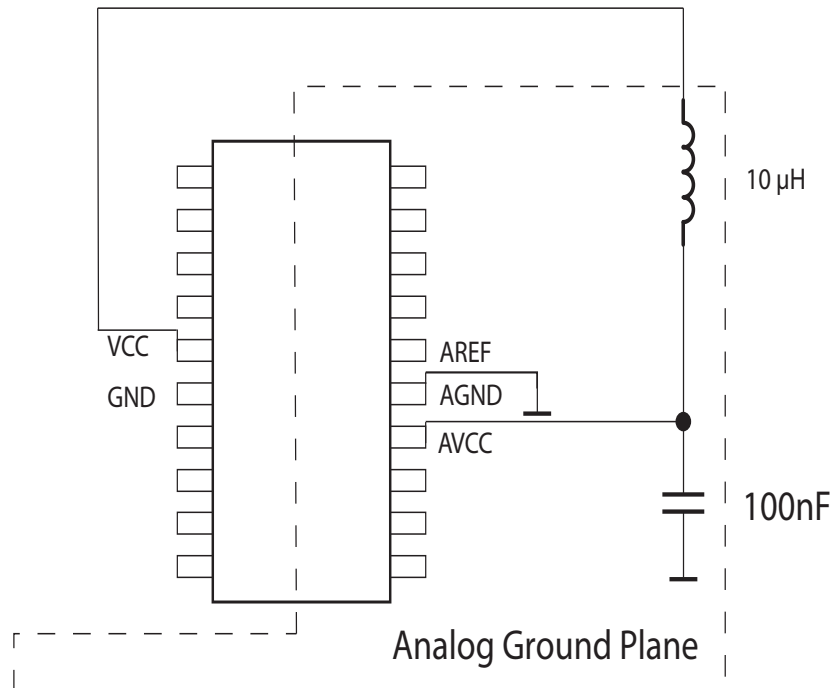 10 µH
VCC
AREF
GND
AGND
AVCC
100nF
Analog Ground Plane